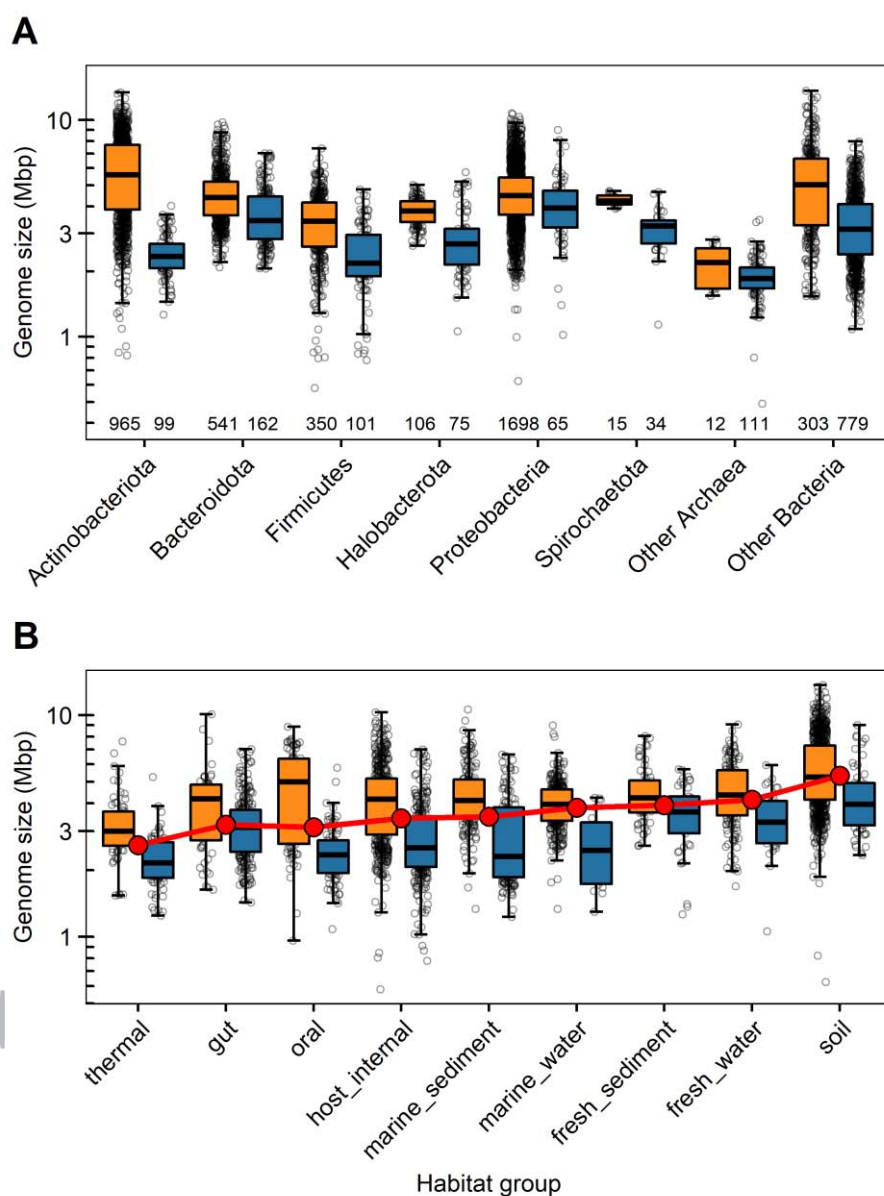 A
Genome size (Mbp)
10
3
1
965 99 541 162 350 101 106 75 1698 65 15 34 12 111 303 779
Actinobacteriota
Bacteroidota
Firmicutes
Halobacterota
Proteobacteria
Spirochaetota
Other Archaea
Other Bacteria
B
Genome size (Mbp)
10
3
1
thermal
gut
oral
host_internal
marine_sediment
marine_water
fresh_sediment
fresh_water
soil
Habitat group